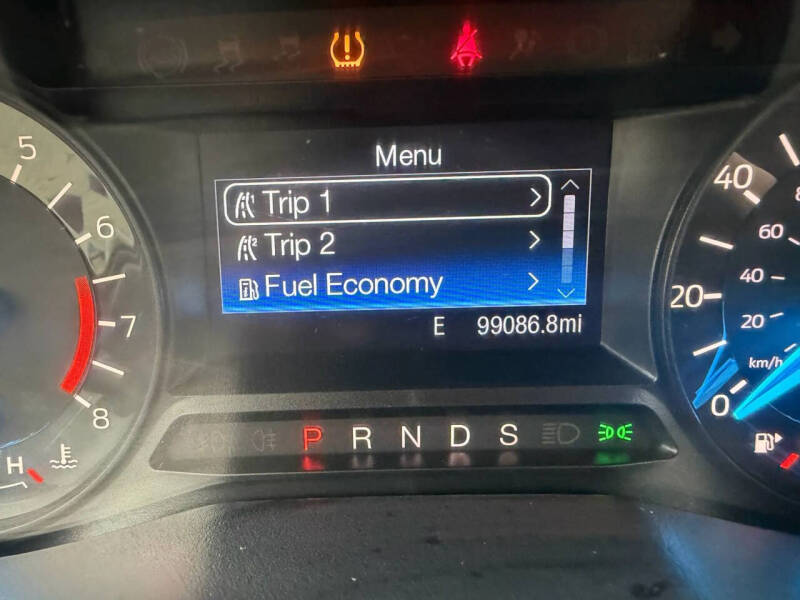 Menu
Trip 1
Trip 2
Fuel Economy
E 99086.8mi
P R N D S
5
6
7
8
H
40
20
0
60
40
20
km/h